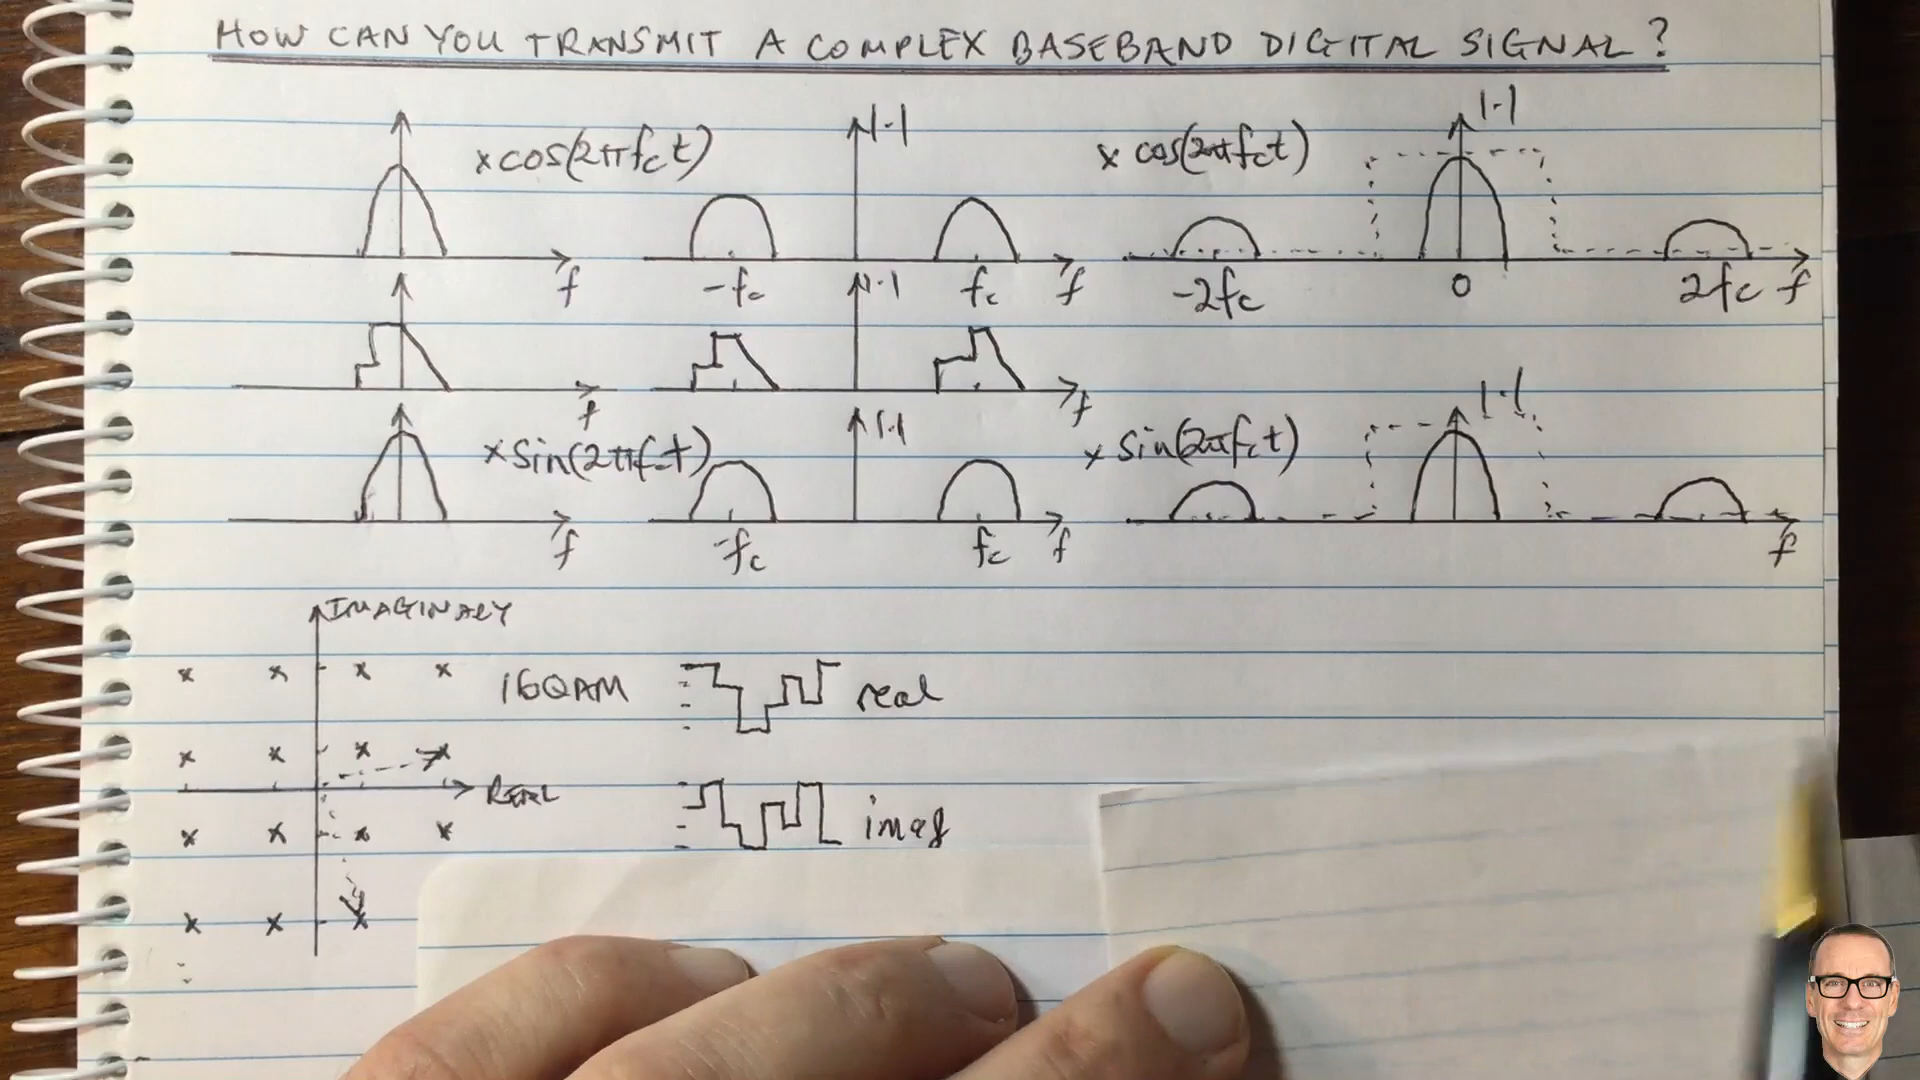 HOW CAN YOU TRANSMIT A COMPLEX BASEBAND DIGITAL SIGNAL?
×cos(2πfct) |·| × cos(2πfct) |·|
f -fc fc f -2fc 0 2fc f
|·|
f f
×sin(2πfct) |·| × sin(2πfct) |·|
f -fc fc f f
IMAGINARY
16QAM real
REAL imag